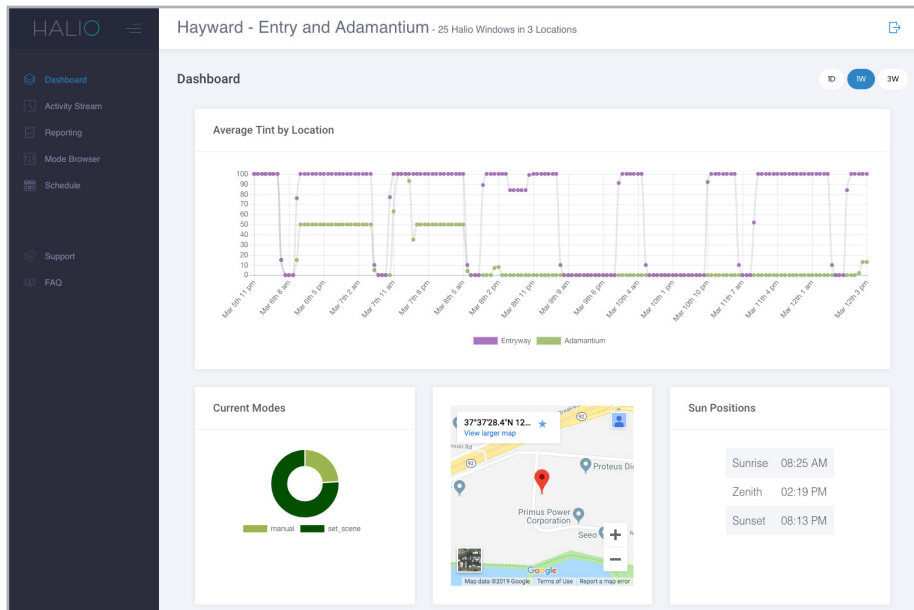 HALIO
Hayward - Entry and Adamantium - 25 Halio Windows in 3 Locations
Dashboard
Activity Stream
Reporting
Mode Browser
Schedule
Support
FAQ
Dashboard
1D
1W
3W
Average Tint by Location
100
90
80
70
60
50
40
30
20
10
0
Mar 5th 11 pm
Mar 6th 8 am
Mar 6th 5 pm
Mar 7th 2 am
Mar 7th 11 am
Mar 7th 8 pm
Mar 8th 5 am
Mar 8th 2 pm
Mar 8th 11 pm
Mar 9th 9 am
Mar 9th 6 pm
Mar 10th 4 am
Mar 10th 1 pm
Mar 10th 10 pm
Mar 11th 7 am
Mar 11th 4 pm
Mar 12th 1 am
Mar 12th 3 pm
Entryway
Adamantium
Current Modes
manual
set_scene
37°37'28.4"N 12...
View larger map
92
92
Proteus Di
Primus Power
Corporation
Seeo
Google
Map data ©2019 Google
Terms of Use
Report a map error
Sun Positions
Sunrise 08:25 AM
Zenith 02:19 PM
Sunset 08:13 PM